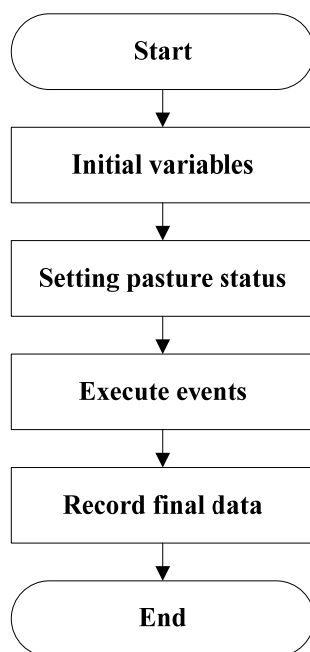 Start
Initial variables
Setting pasture status
Execute events
Record final data
End